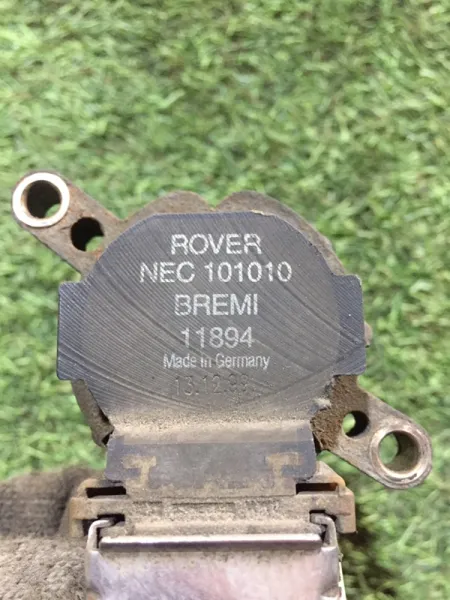 ROVER
NEC 101010
BREMI
11894
Made in Germany